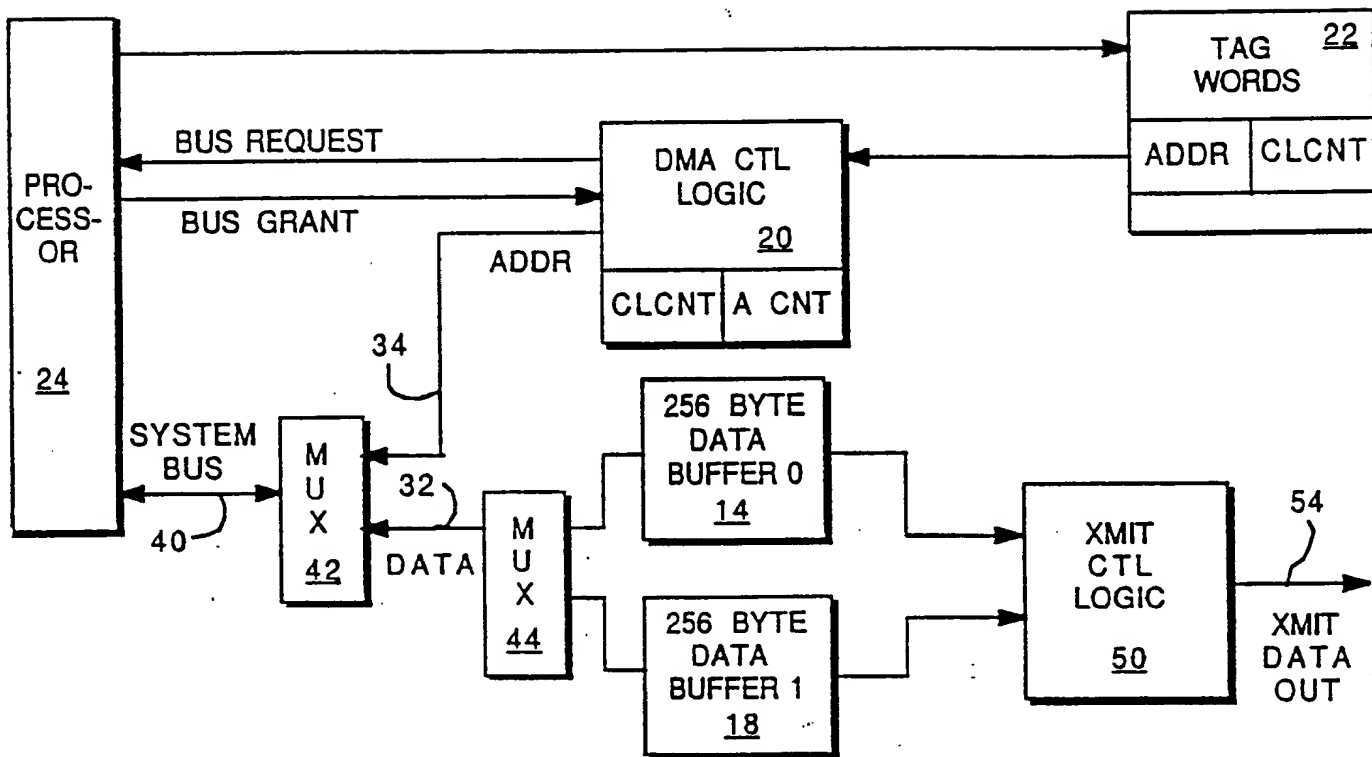 22
TAG
WORDS
ADDR CLCNT
BUS REQUEST
BUS GRANT
PRO-
CESS-
OR
24
DMA CTL
LOGIC
20
CLCNT A CNT
ADDR
34
SYSTEM
BUS
40
MUX
42
32
DATA
MUX
44
256 BYTE
DATA
BUFFER 0
14
256 BYTE
DATA
BUFFER 1
18
XMIT
CTL
LOGIC
50
54
XMIT
DATA
OUT